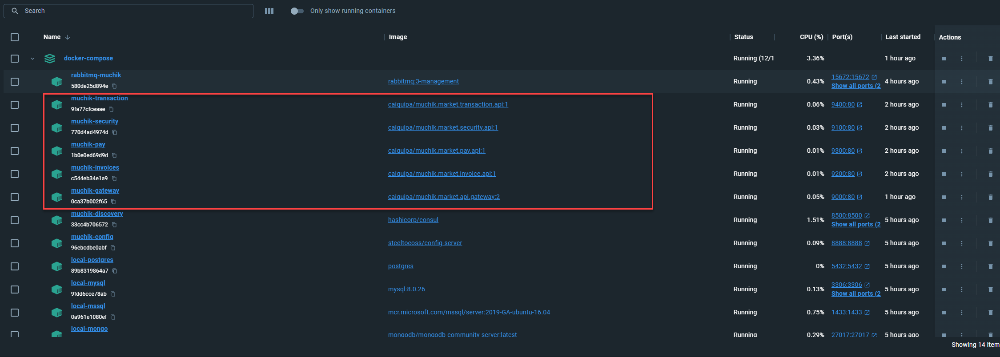 Search
Only show running containers
Name Image Status CPU (%) Port(s) Last started Actions
docker-compose Running (12/1 3.36% 1 hour ago
rabbitmq-muchik
580de25d894e rabbitmq:3-management Running 0.43% 15672:15672 4 hours ago
Show all ports (2
muchik-transaction
9fa77cfceaae caiquipa/muchik.market.transaction.api:1 Running 0.06% 9400:80 2 hours ago
muchik-security
770d4ad4974d caiquipa/muchik.market.security.api:1 Running 0.03% 9100:80 2 hours ago
muchik-pay
1b0e0ed69d9d caiquipa/muchik.market.pay.api:1 Running 0.01% 9300:80 2 hours ago
muchik-invoices
c544eb34e1a9 caiquipa/muchik.market.invoice.api:1 Running 0.01% 9200:80 2 hours ago
muchik-gateway
0ca37b002f65 caiquipa/muchik.market.api.gateway:2 Running 0.05% 9000:80 1 hour ago
muchik-discovery
33cc4b706572 hashicorp/consul Running 1.51% 8500:8500 5 hours ago
Show all ports (2
muchik-config
96ebcdbe0abf steeltoeoss/config-server Running 0.09% 8888:8888 5 hours ago
local-postgres
89b8319864a7 postgres Running 0% 5432:5432 5 hours ago
local-mysql
9fdd6cce78ab mysql:8.0.26 Running 0.13% 3306:3306 5 hours ago
Show all ports (2
local-mssql
0a961e1080ef mcr.microsoft.com/mssql/server:2019-GA-ubuntu-16.04 Running 0.75% 1433:1433 5 hours ago
local-mongo
mongodb/mongodb-community-server:latest Running 0.29% 27017:27017 5 hours ago
Showing 14 item